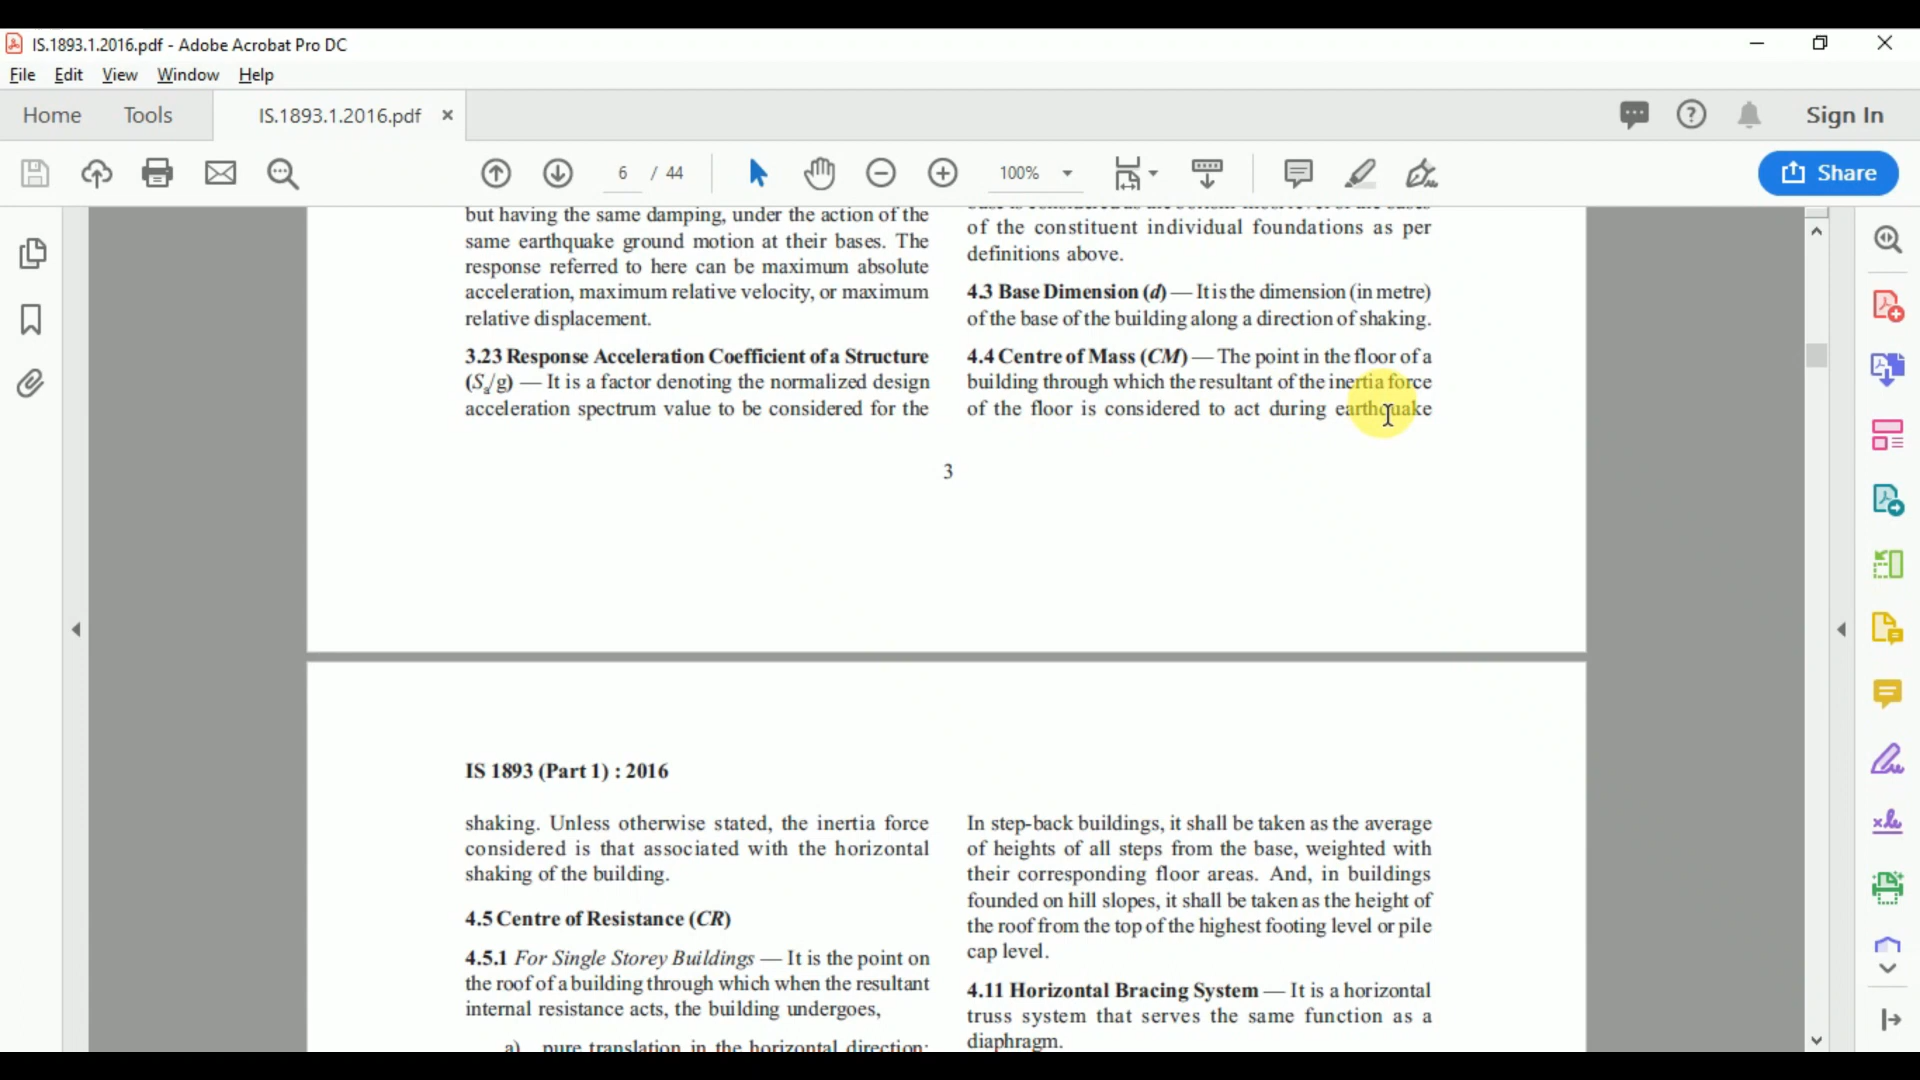 IS.1893.1.2016.pdf - Adobe Acrobat Pro DC
File Edit View Window Help
Home Tools IS.1893.1.2016.pdf × Sign In
6 / 44 100% Share
but having the same damping, under the action of the
same earthquake ground motion at their bases. The
response referred to here can be maximum absolute
acceleration, maximum relative velocity, or maximum
relative displacement.
3.23 Response Acceleration Coefficient of a Structure
(Sa/g) — It is a factor denoting the normalized design
acceleration spectrum value to be considered for the
of the constituent individual foundations as per
definitions above.
4.3 Base Dimension (d) — It is the dimension (in metre)
of the base of the building along a direction of shaking.
4.4 Centre of Mass (CM) — The point in the floor of a
building through which the resultant of the inertia force
of the floor is considered to act during earthquake
3
IS 1893 (Part 1) : 2016
shaking. Unless otherwise stated, the inertia force
considered is that associated with the horizontal
shaking of the building.
4.5 Centre of Resistance (CR)
4.5.1 For Single Storey Buildings — It is the point on
the roof of a building through which when the resultant
internal resistance acts, the building undergoes,
a) pure translation in the horizontal direction;
In step-back buildings, it shall be taken as the average
of heights of all steps from the base, weighted with
their corresponding floor areas. And, in buildings
founded on hill slopes, it shall be taken as the height of
the roof from the top of the highest footing level or pile
cap level.
4.11 Horizontal Bracing System — It is a horizontal
truss system that serves the same function as a
diaphragm.